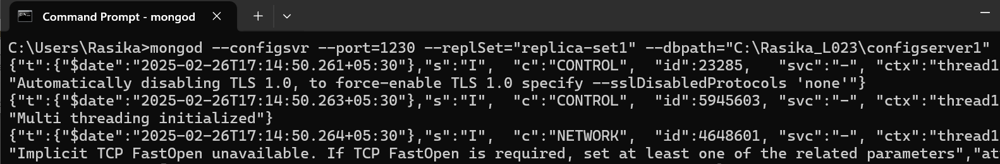 Command Prompt - mongod
C:\Users\Rasika>mongod --configsvr --port=1230 --replSet="replica-set1" --dbpath="C:\Rasika_L023\configserver1"
{"t":{"$date":"2025-02-26T17:14:50.261+05:30"},"s":"I",  "c":"CONTROL",  "id":23285,   "svc":"-", "ctx":"thread1
"Automatically disabling TLS 1.0, to force-enable TLS 1.0 specify --sslDisabledProtocols 'none'"}
{"t":{"$date":"2025-02-26T17:14:50.263+05:30"},"s":"I",  "c":"CONTROL",  "id":5945603, "svc":"-", "ctx":"thread1
"Multi threading initialized"}
{"t":{"$date":"2025-02-26T17:14:50.264+05:30"},"s":"I",  "c":"NETWORK",  "id":4648601, "svc":"-", "ctx":"thread1
"Implicit TCP FastOpen unavailable. If TCP FastOpen is required, set at least one of the related parameters","at